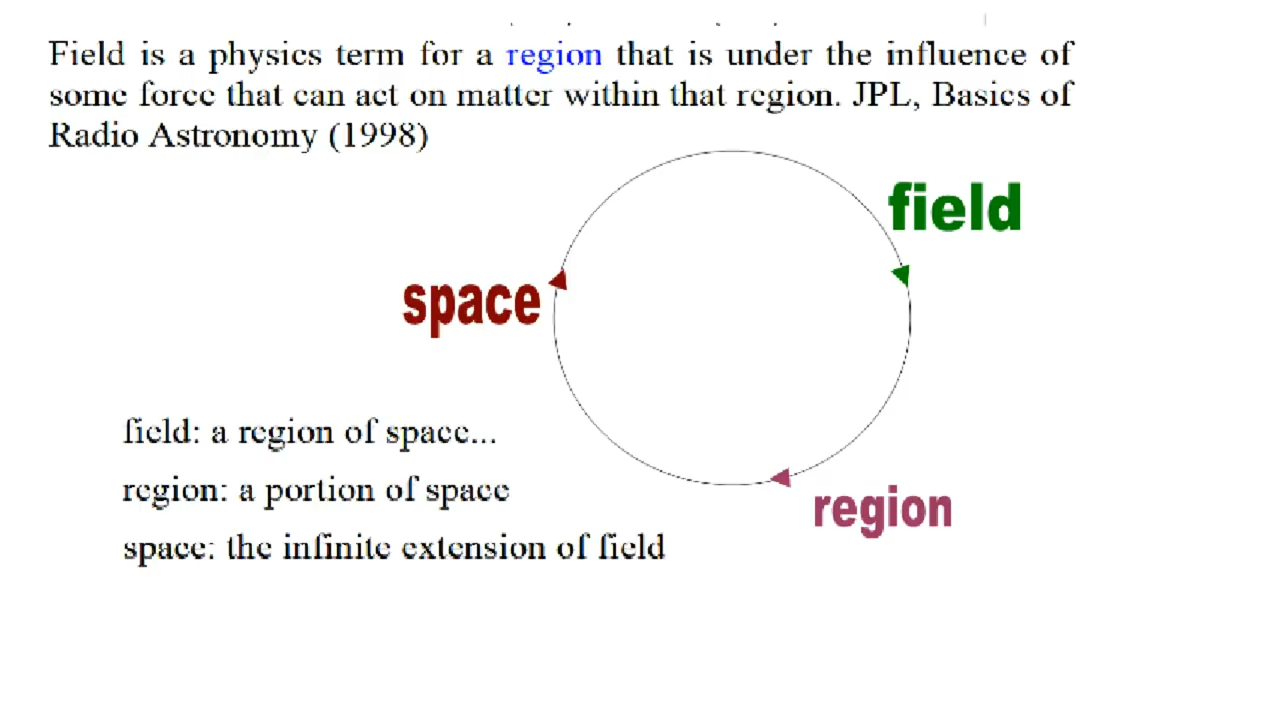 Field is a physics term for a region that is under the influence of
some force that can act on matter within that region. JPL, Basics of
Radio Astronomy (1998)
field
space
field: a region of space...
region: a portion of space
region
space: the infinite extension of field